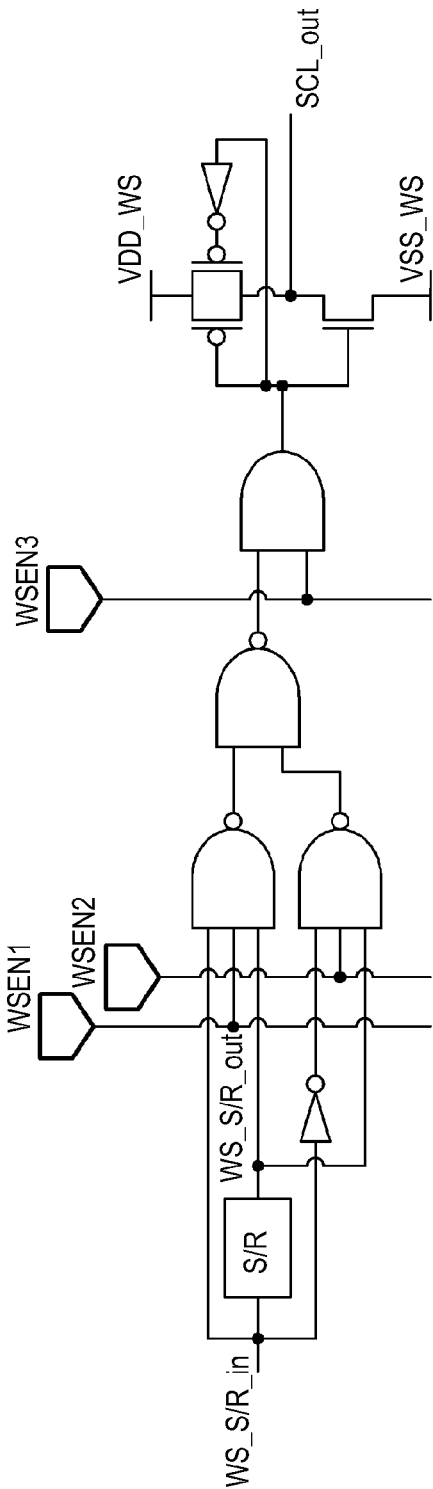 WS_S/R_in
S/R
WS_S/R_out
WSEN1
WSEN2
WSEN3
VDD_WS
SCL_out
VSS_WS